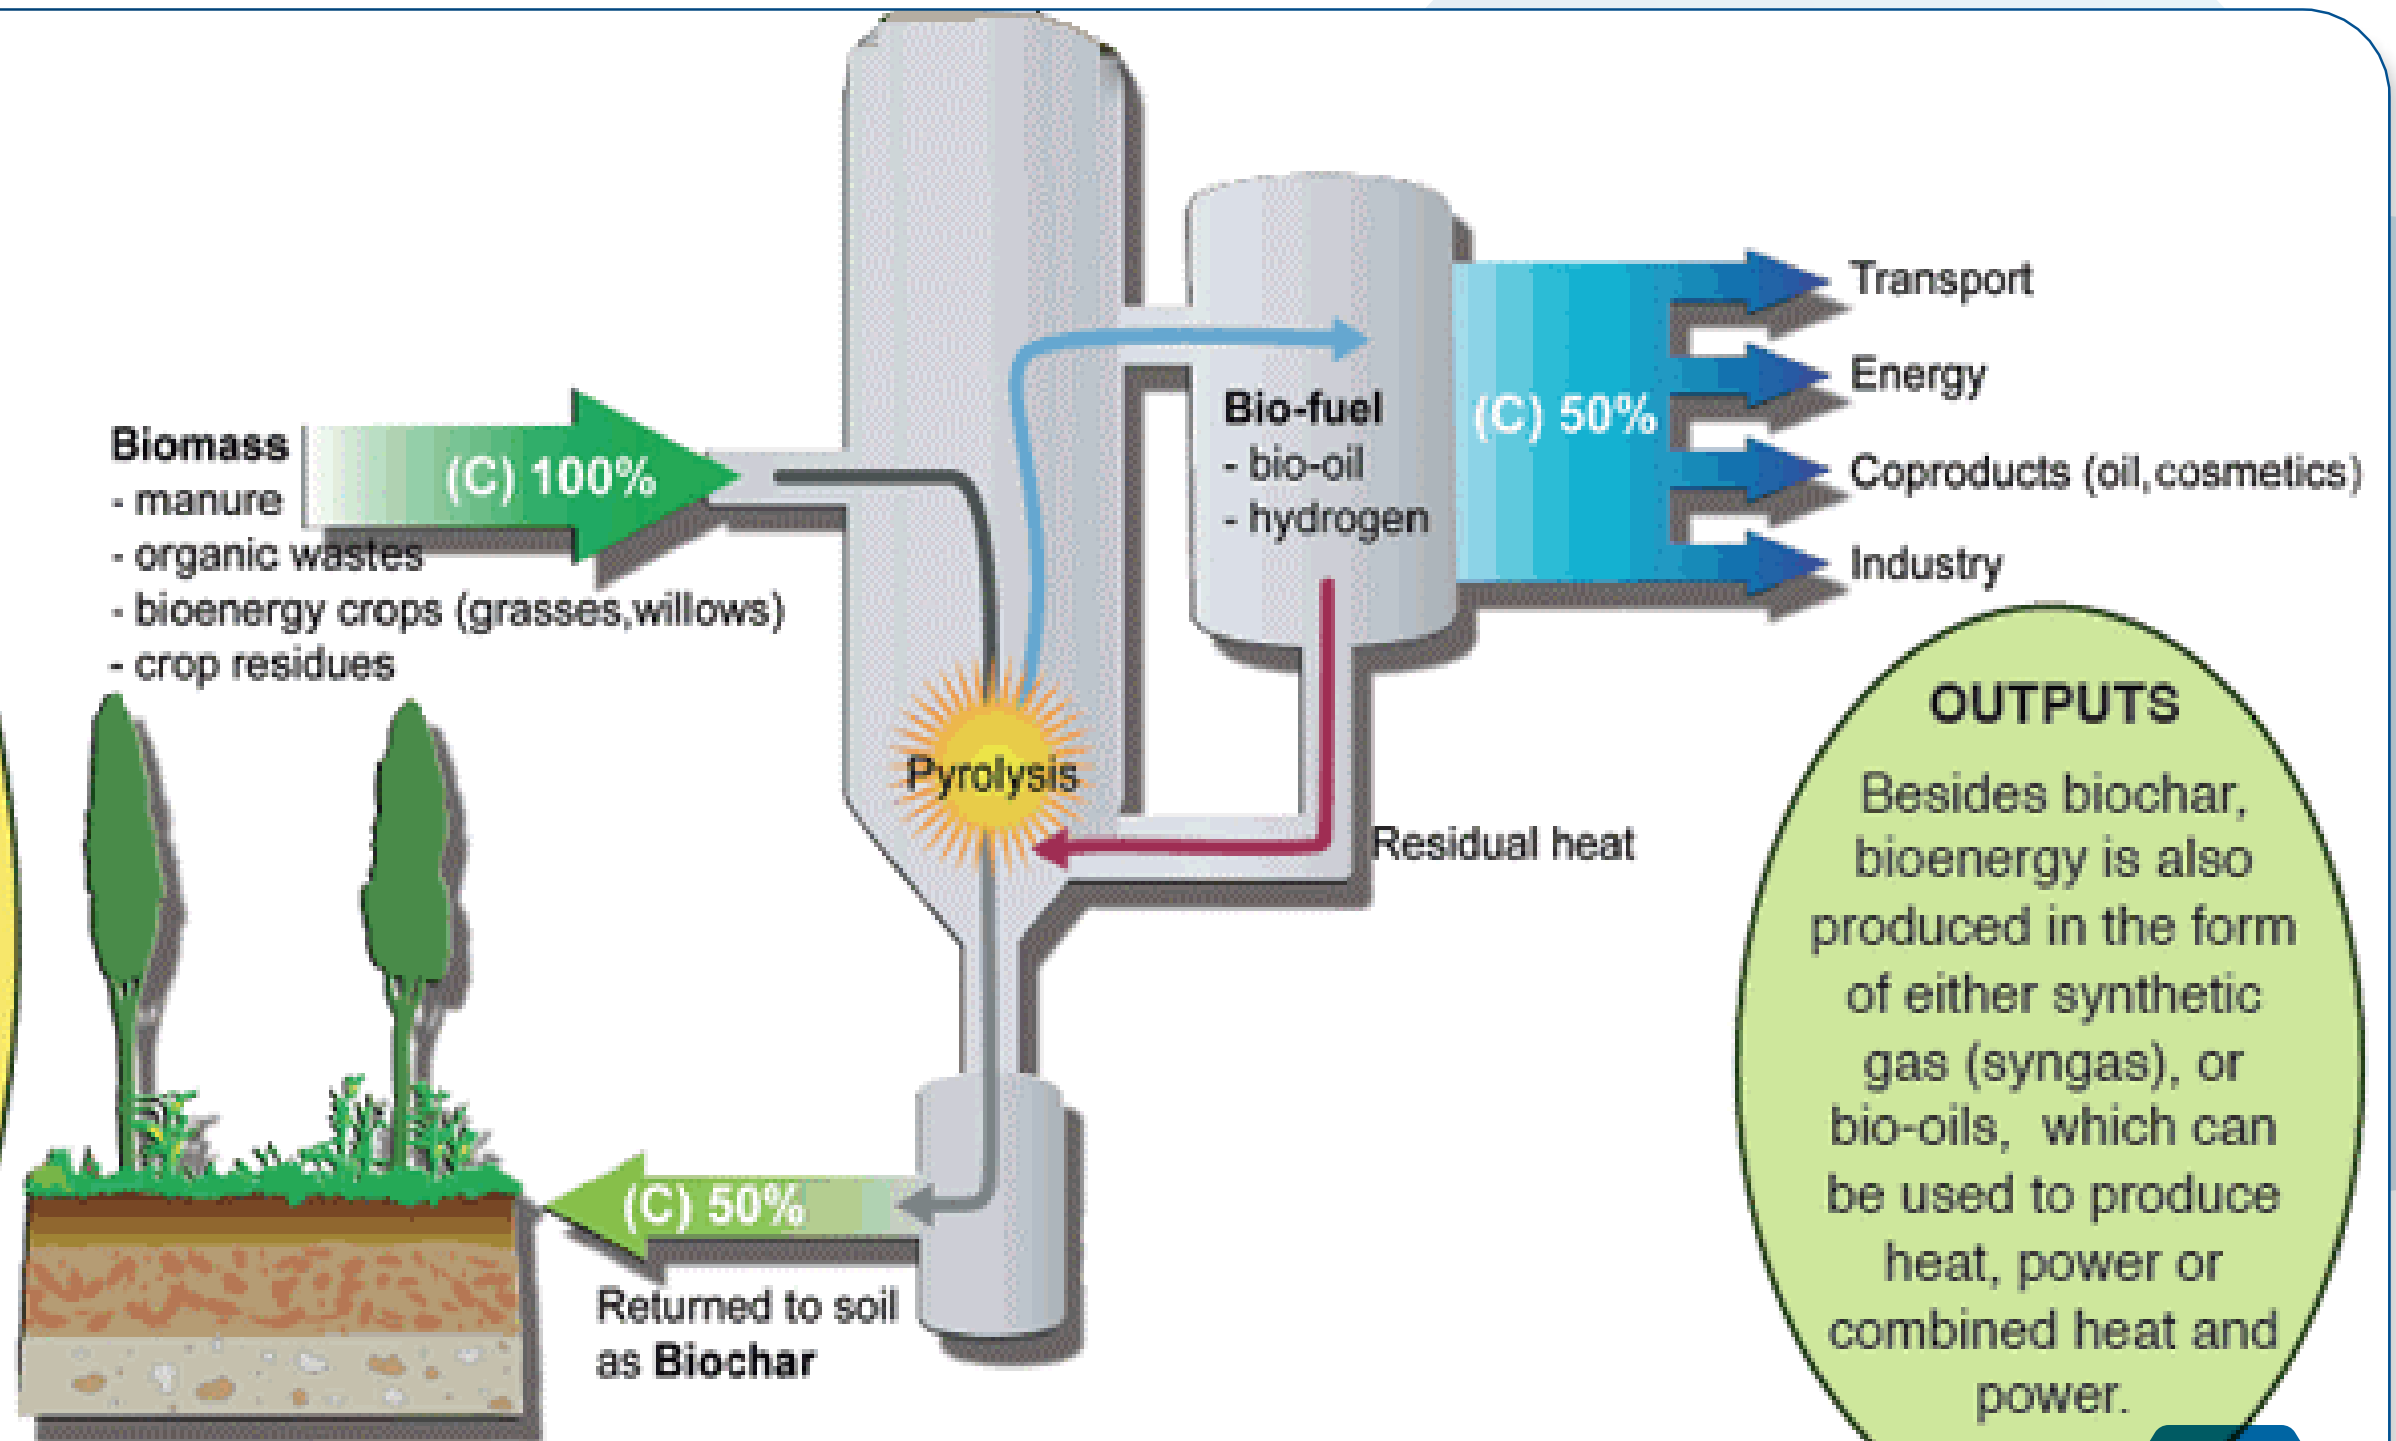 Biomass
- manure
- organic wastes
- bioenergy crops (grasses,willows)
- crop residues
(C) 100%
Pyrolysis
Bio-fuel
- bio-oil
- hydrogen
(C) 50%
Transport
Energy
Coproducts (oil,cosmetics)
Industry
Residual heat
(C) 50%
Returned to soil
as Biochar
OUTPUTS
Besides biochar,
bioenergy is also
produced in the form
of either synthetic
gas (syngas), or
bio-oils, which can
be used to produce
heat, power or
combined heat and
power.